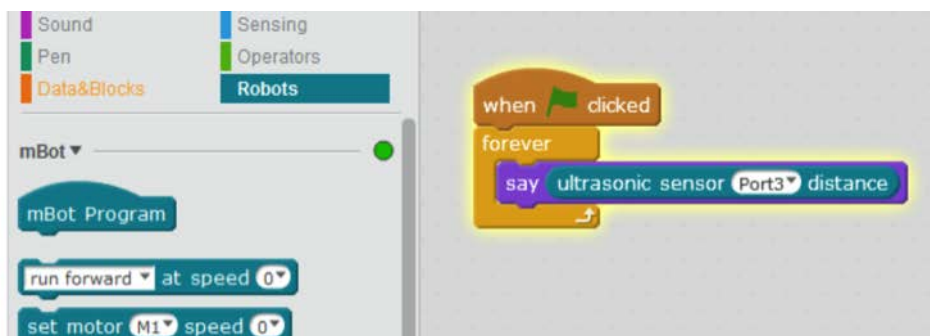 Sound Sensing
Pen Operators
Data&Blocks Robots
mBot
mBot Program
run forward at speed 0
set motor M1 speed 0
when clicked
forever
say ultrasonic sensor Port3 distance